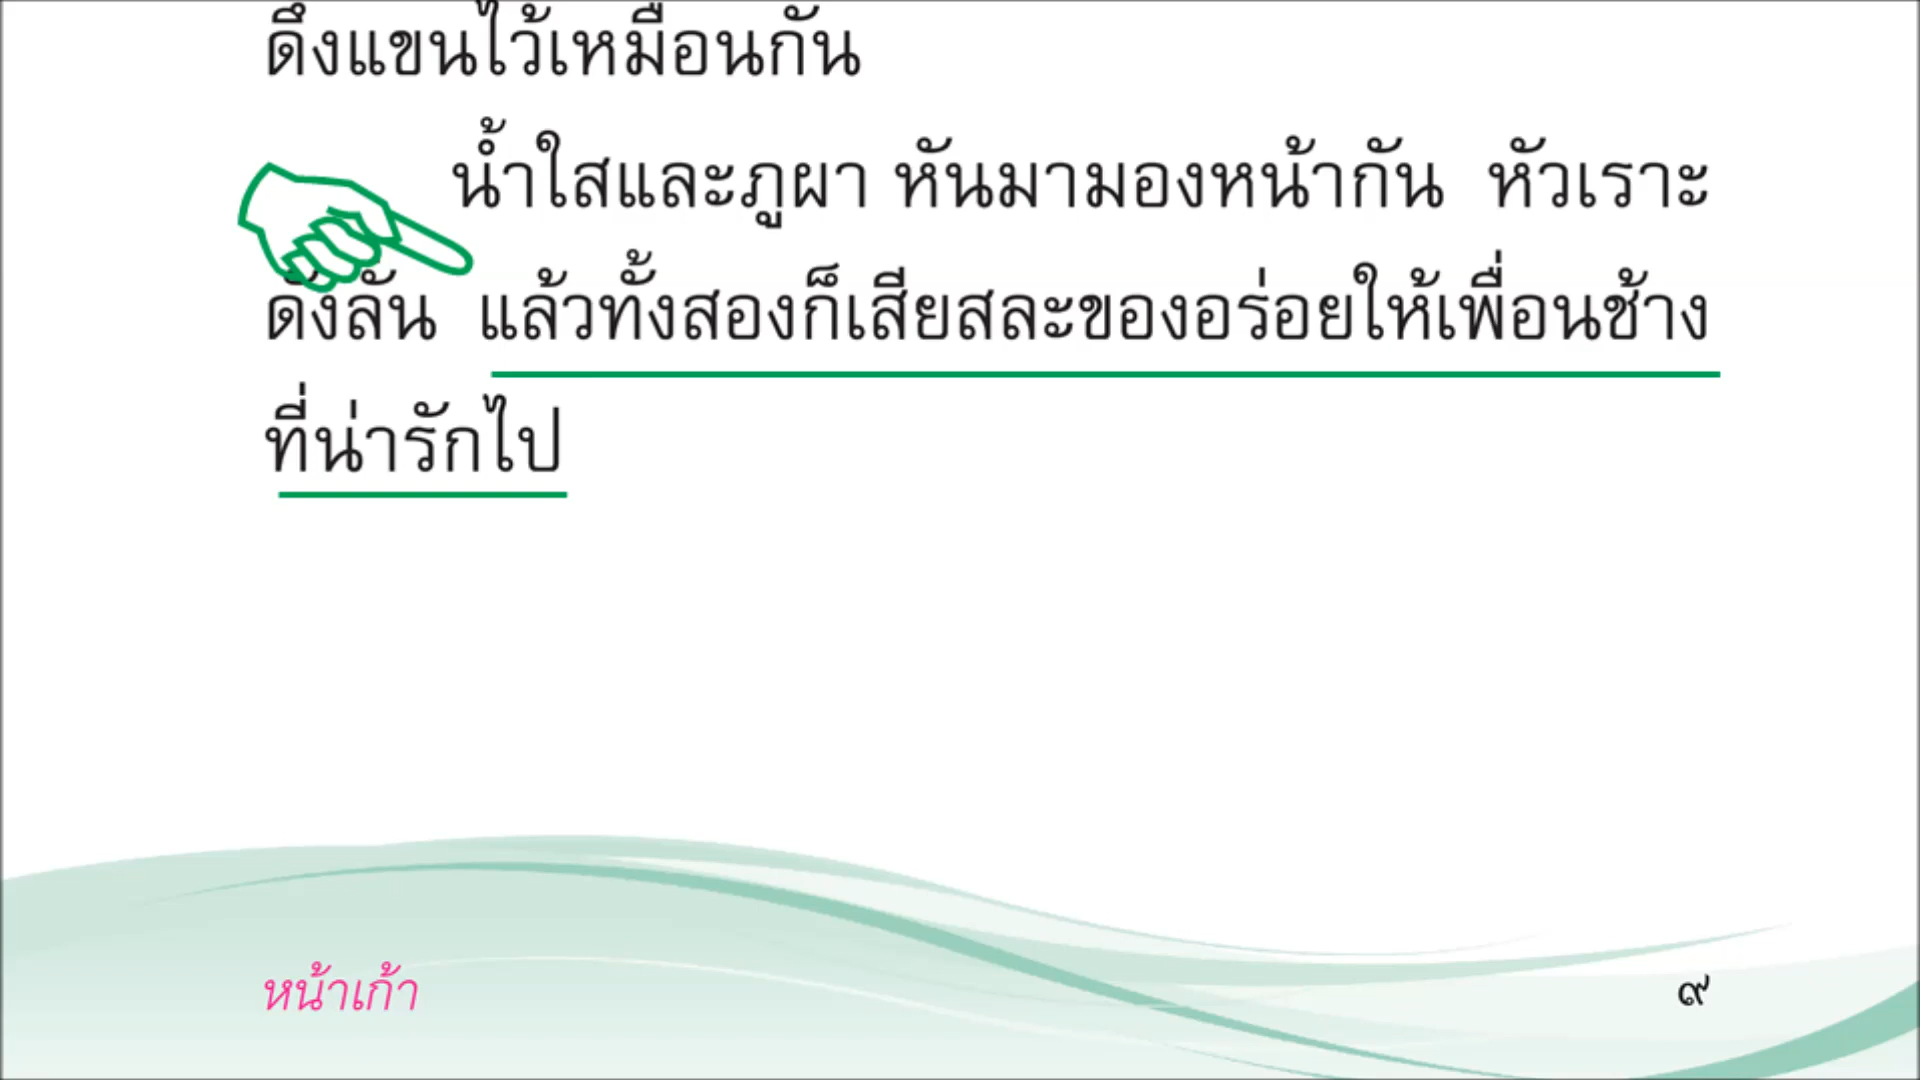 ดึงแขนไว้เหมือนกัน
น้ำใสและภูผา หันมามองหน้ากัน หัวเราะ
ดังลั่น แล้วทั้งสองก็เสียสละของอร่อยให้เพื่อนช้าง
ที่น่ารักไป
หน้าเก้า
๙